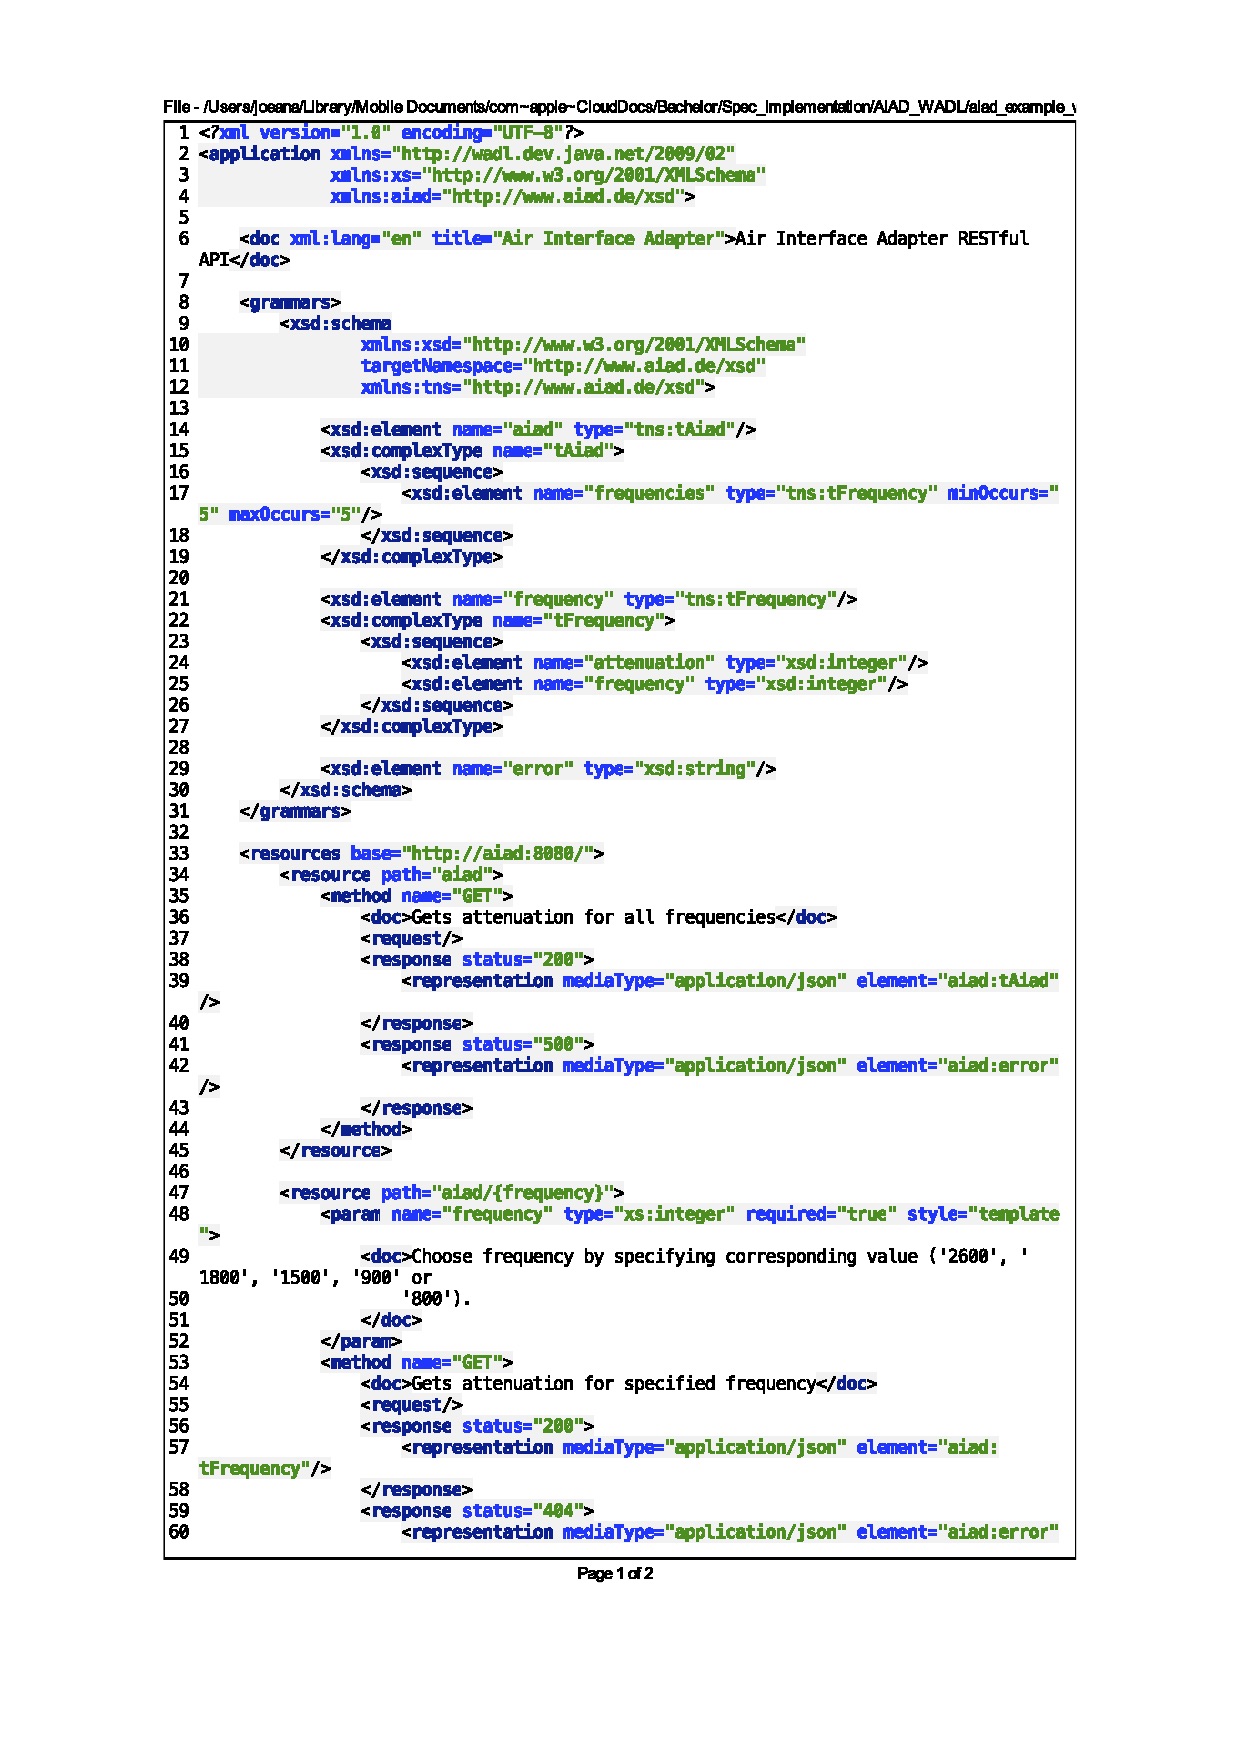 File - /Users/joeana/Library/Mobile Documents/com~apple~CloudDocs/Bachelor/Spec_Implementation/AIAD_WADL/aiad_example_
1 <?xml version="1.0" encoding="UTF-8"?>
2 <application xmlns="http://wadl.dev.java.net/2009/02"
3 xmlns:xs="http://www.w3.org/2001/XMLSchema"
4 xmlns:aiad="http://www.aiad.de/xsd">
5
6 <doc xml:lang="en" title="Air Interface Adapter">Air Interface Adapter RESTful
API</doc>
7
8 <grammars>
9 <xsd:schema
10 xmlns:xsd="http://www.w3.org/2001/XMLSchema"
11 targetNamespace="http://www.aiad.de/xsd"
12 xmlns:tns="http://www.aiad.de/xsd">
13
14 <xsd:element name="aiad" type="tns:tAiad"/>
15 <xsd:complexType name="tAiad">
16 <xsd:sequence>
17 <xsd:element name="frequencies" type="tns:tFrequency" minOccurs="
5" maxOccurs="5"/>
18 </xsd:sequence>
19 </xsd:complexType>
20
21 <xsd:element name="frequency" type="tns:tFrequency"/>
22 <xsd:complexType name="tFrequency">
23 <xsd:sequence>
24 <xsd:element name="attenuation" type="xsd:integer"/>
25 <xsd:element name="frequency" type="xsd:integer"/>
26 </xsd:sequence>
27 </xsd:complexType>
28
29 <xsd:element name="error" type="xsd:string"/>
30 </xsd:schema>
31 </grammars>
32
33 <resources base="http://aiad:8080/">
34 <resource path="aiad">
35 <method name="GET">
36 <doc>Gets attenuation for all frequencies</doc>
37 <request/>
38 <response status="200">
39 <representation mediaType="application/json" element="aiad:tAiad"
/>
40 </response>
41 <response status="500">
42 <representation mediaType="application/json" element="aiad:error"
/>
43 </response>
44 </method>
45 </resource>
46
47 <resource path="aiad/{frequency}">
48 <param name="frequency" type="xs:integer" required="true" style="template
">
49 <doc>Choose frequency by specifying corresponding value ('2600', '
1800', '1500', '900' or
50 '800').
51 </doc>
52 </param>
53 <method name="GET">
54 <doc>Gets attenuation for specified frequency</doc>
55 <request/>
56 <response status="200">
57 <representation mediaType="application/json" element="aiad:
tFrequency"/>
58 </response>
59 <response status="404">
60 <representation mediaType="application/json" element="aiad:error"
Page 1 of 2